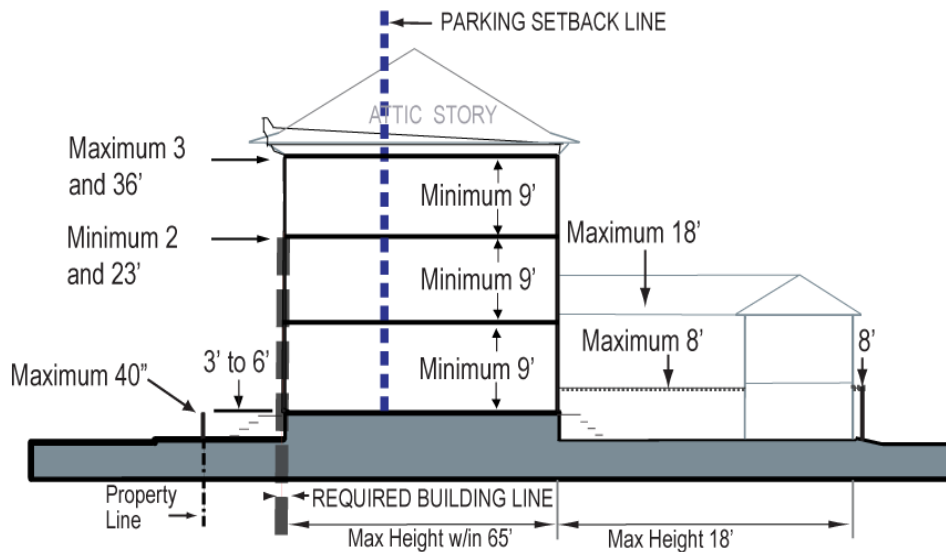 PARKING SETBACK LINE
ATTIC STORY
Maximum 3
and 36’
Minimum 9’
Minimum 2
and 23’
Maximum 18’
Minimum 9’
Maximum 8’
8’
3’ to 6’
Maximum 40”
Minimum 9’
Property
Line
REQUIRED BUILDING LINE
Max Height w/in 65’
Max Height 18’